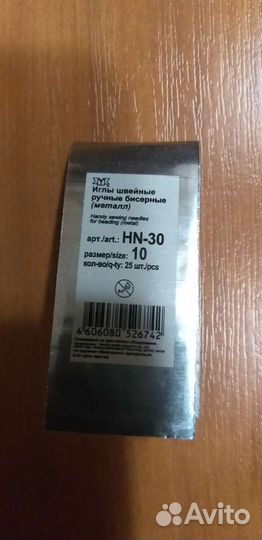 Иглы швейные
ручные бисерные
(металл)
Handy sewing needles
for beading (metal)
арт./art.: HN-30
размер/size: 10
кол-во/q-ty: 25 шт./pcs
4 606080 526742
Avito